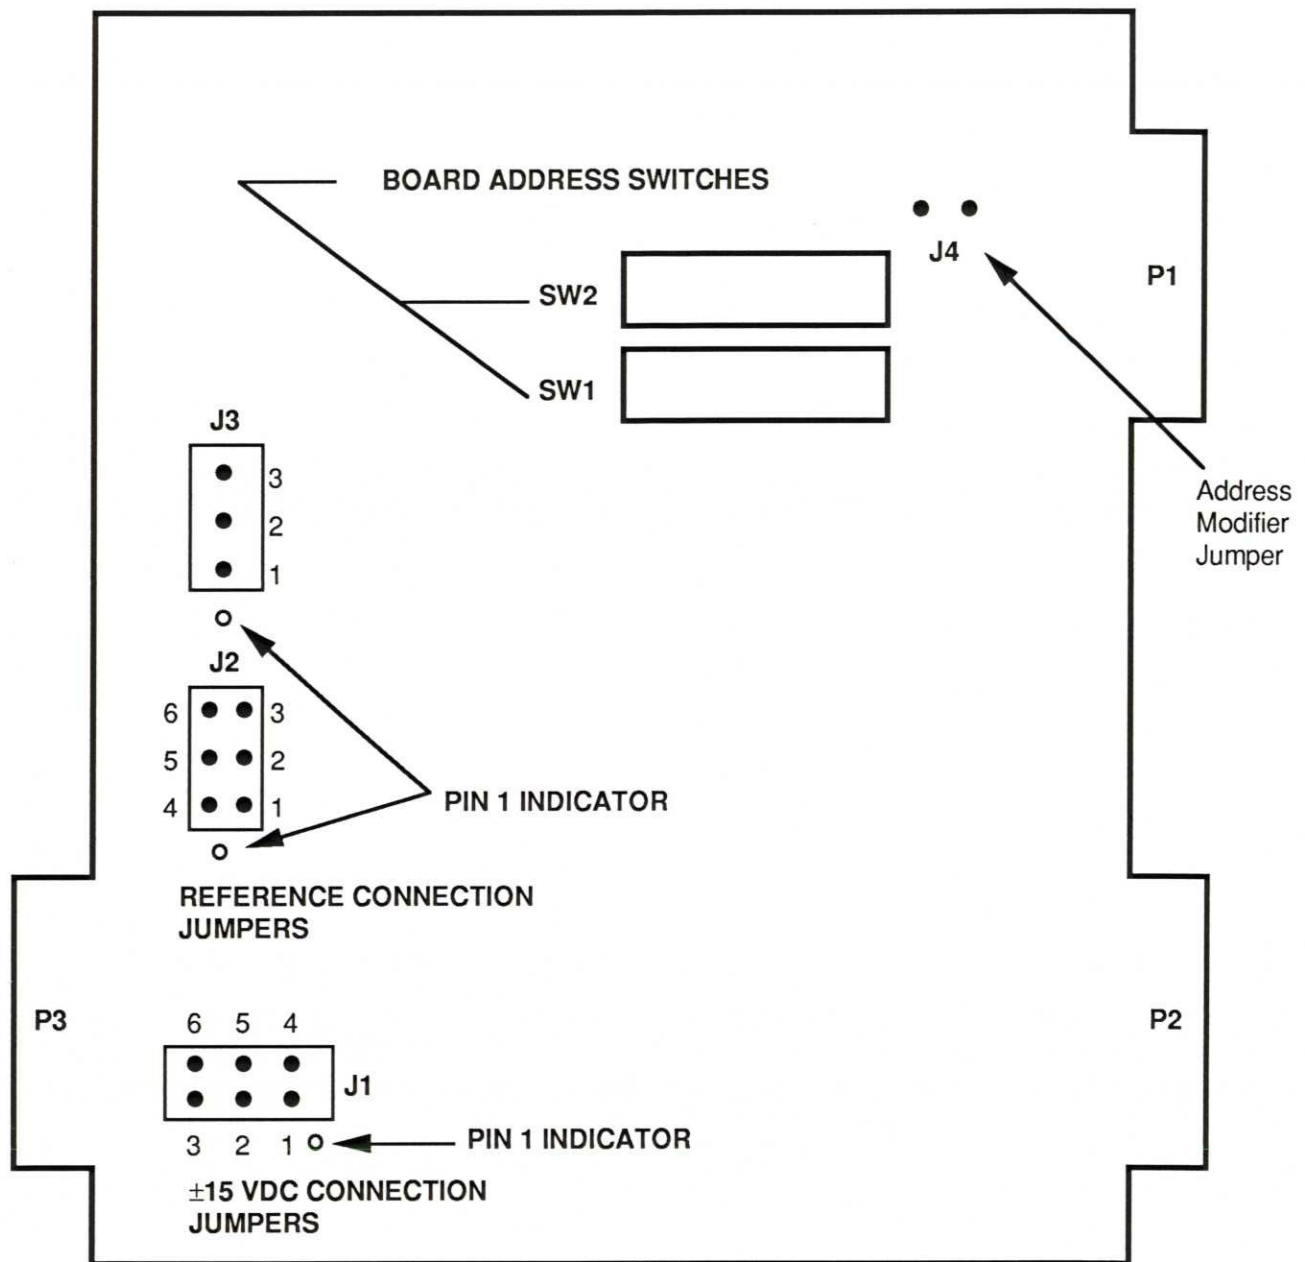 BOARD ADDRESS SWITCHES
J4
P1
SW2
SW1
Address
Modifier
Jumper
J3
3
2
1
J2
6 3
5 2
4 1
PIN 1 INDICATOR
REFERENCE CONNECTION
JUMPERS
P3
P2
6 5 4
J1
3 2 1
PIN 1 INDICATOR
±15 VDC CONNECTION
JUMPERS